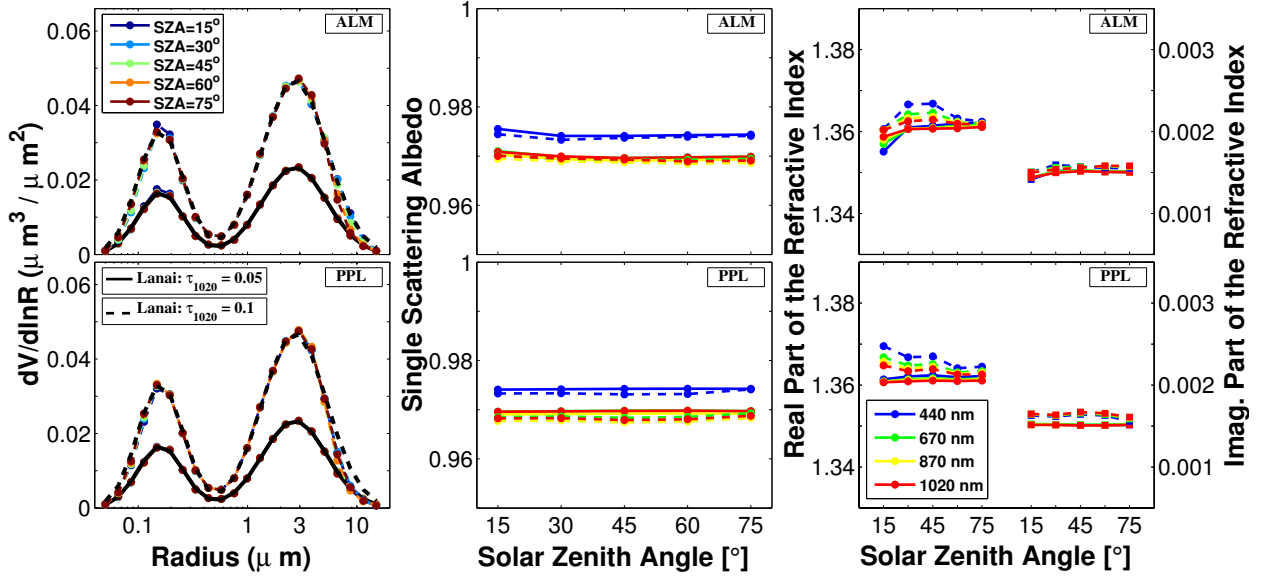 dV/dlnR (μ m³ / μ m²)
0.06
0.04
0.02
0
SZA=15°
SZA=30°
SZA=45°
SZA=60°
SZA=75°
ALM
0.06
0.04
0.02
0
Lanai: τ1020 = 0.05
Lanai: τ1020 = 0.1
PPL
0.1 1 3 10
Radius (μ m)
Single Scattering Albedo
1
0.98
0.96
ALM
1
0.98
0.96
PPL
15 30 45 60 75
Solar Zenith Angle [°]
Real Part of the Refractive Index
1.38
1.36
1.34
ALM
0.003
0.002
0.001
1.38
1.36
1.34
PPL
440 nm
670 nm
870 nm
1020 nm
0.003
0.002
0.001
15 45 75 15 45 75
Solar Zenith Angle [°]
Imag. Part of the Refractive Index